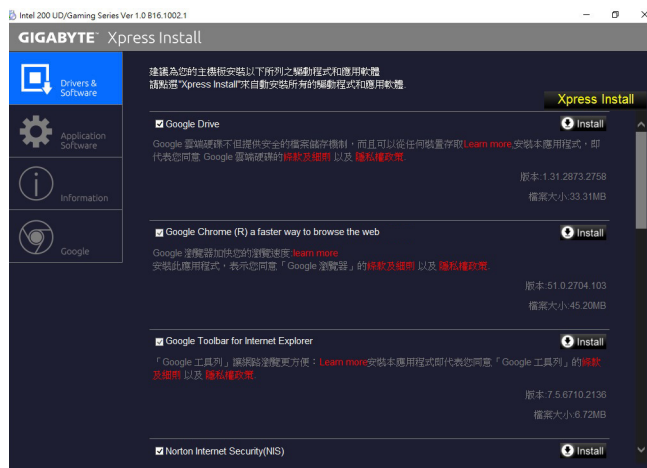 Intel 200 UD/Gaming Series Ver 1.0 B16.1002.1
GIGABYTE™ Xpress Install
Drivers &
Software
Application
Software
Information
Google
建議為您的主機板安裝以下所列之驅動程式和應用軟體
請點選"Xpress Install"來自動安裝所有的驅動程式和應用軟體.
Xpress Install
Google Drive
Install
Google 雲端硬碟不但提供安全的檔案儲存機制，而且可以從任何裝置存取Learn more.安裝本應用程式，即
代表您同意 Google 雲端硬碟的條款及細則 以及 隱私權政策.
版本:1.31.2873.2758
檔案大小:33.31MB
Google Chrome (R) a faster way to browse the web
Install
Google 瀏覽器加快您的瀏覽速度:learn more
安裝此應用程式，表示您同意「Google 瀏覽器」的條款及細則 以及 隱私權政策.
版本:51.0.2704.103
檔案大小:45.20MB
Google Toolbar for Internet Explorer
Install
「Google 工具列」讓網路瀏覽更方便：Learn more安裝本應用程式即代表您同意「Google 工具列」的條款
及細則 以及 隱私權政策.
版本:7.5.6710.2136
檔案大小:6.72MB
Norton Internet Security(NIS)
Install